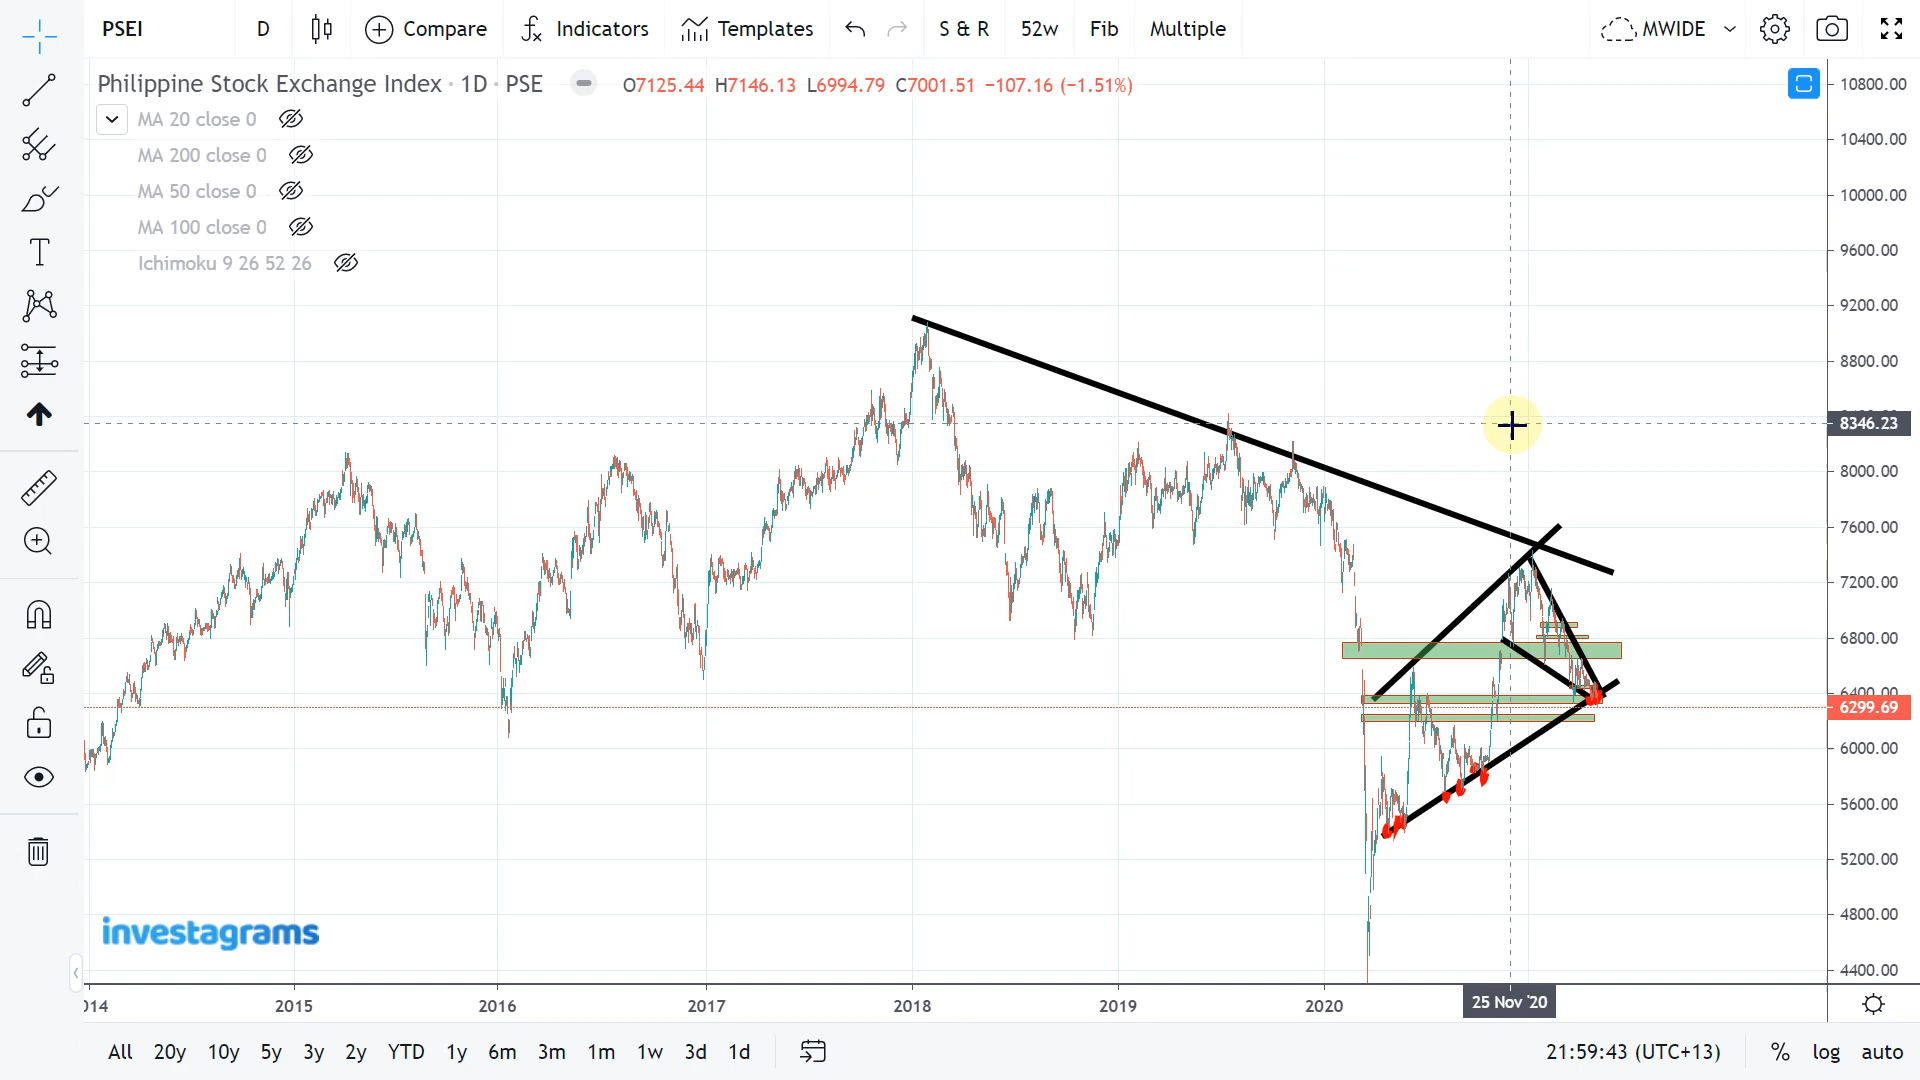 PSEI D Compare Indicators Templates S & R 52w Fib Multiple MWIDE
Philippine Stock Exchange Index · 1D · PSE O7125.44 H7146.13 L6994.79 C7001.51 −107.16 (−1.51%)
MA 20 close 0
MA 200 close 0
MA 50 close 0
MA 100 close 0
Ichimoku 9 26 52 26
10800.00
10400.00
10000.00
9600.00
9200.00
8800.00
8346.23
8000.00
7600.00
7200.00
6800.00
6400.00
6299.69
6000.00
5600.00
5200.00
4800.00
4400.00
investagrams
014 2015 2016 2017 2018 2019 2020 25 Nov '20
All 20y 10y 5y 3y 2y YTD 1y 6m 3m 1m 1w 3d 1d 21:59:43 (UTC+13) % log auto